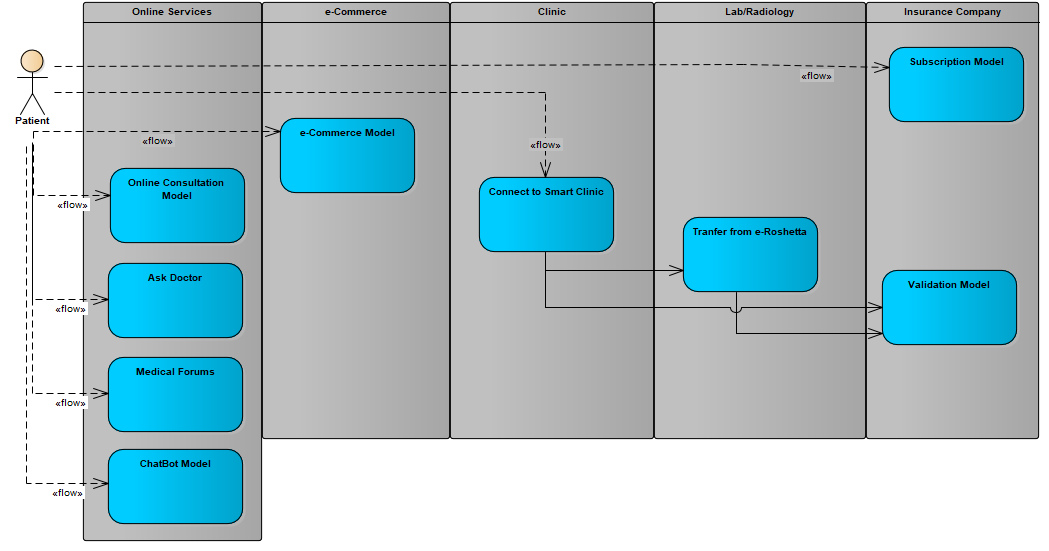 Online Services
e-Commerce
Clinic
Lab/Radiology
Insurance Company
Patient
Subscription Model
«flow»
e-Commerce Model
«flow»
«flow»
Online Consultation
Model
«flow»
Connect to Smart Clinic
Tranfer from e-Roshetta
Ask Doctor
«flow»
Validation Model
Medical Forums
«flow»
ChatBot Model
«flow»